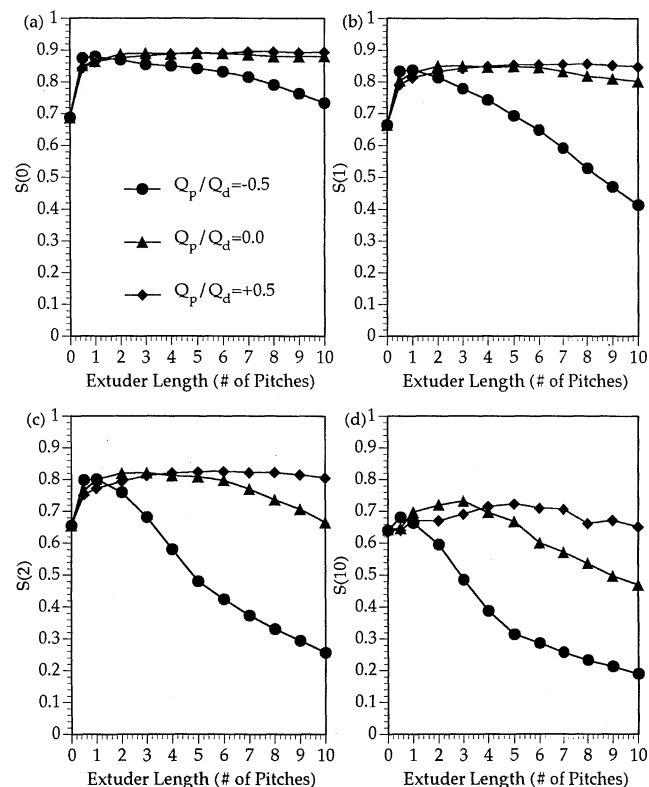 (a)
1
0.9
0.8
0.7
0.6
0.5
0.4
0.3
0.2
0.1
0
S(0)
Q_p/Q_d=-0.5
Q_p/Q_d=0.0
Q_p/Q_d=+0.5
0 1 2 3 4 5 6 7 8 9 10
Extuder Length (# of Pitches)
(b)
1
0.9
0.8
0.7
0.6
0.5
0.4
0.3
0.2
0.1
0
S(1)
0 1 2 3 4 5 6 7 8 9 10
Extuder Length (# of Pitches)
(c)
1
0.9
0.8
0.7
0.6
0.5
0.4
0.3
0.2
0.1
0
S(2)
0 1 2 3 4 5 6 7 8 9 10
Extuder Length (# of Pitches)
(d)
1
0.9
0.8
0.7
0.6
0.5
0.4
0.3
0.2
0.1
0
S(10)
0 1 2 3 4 5 6 7 8 9 10
Extuder Length (# of Pitches)